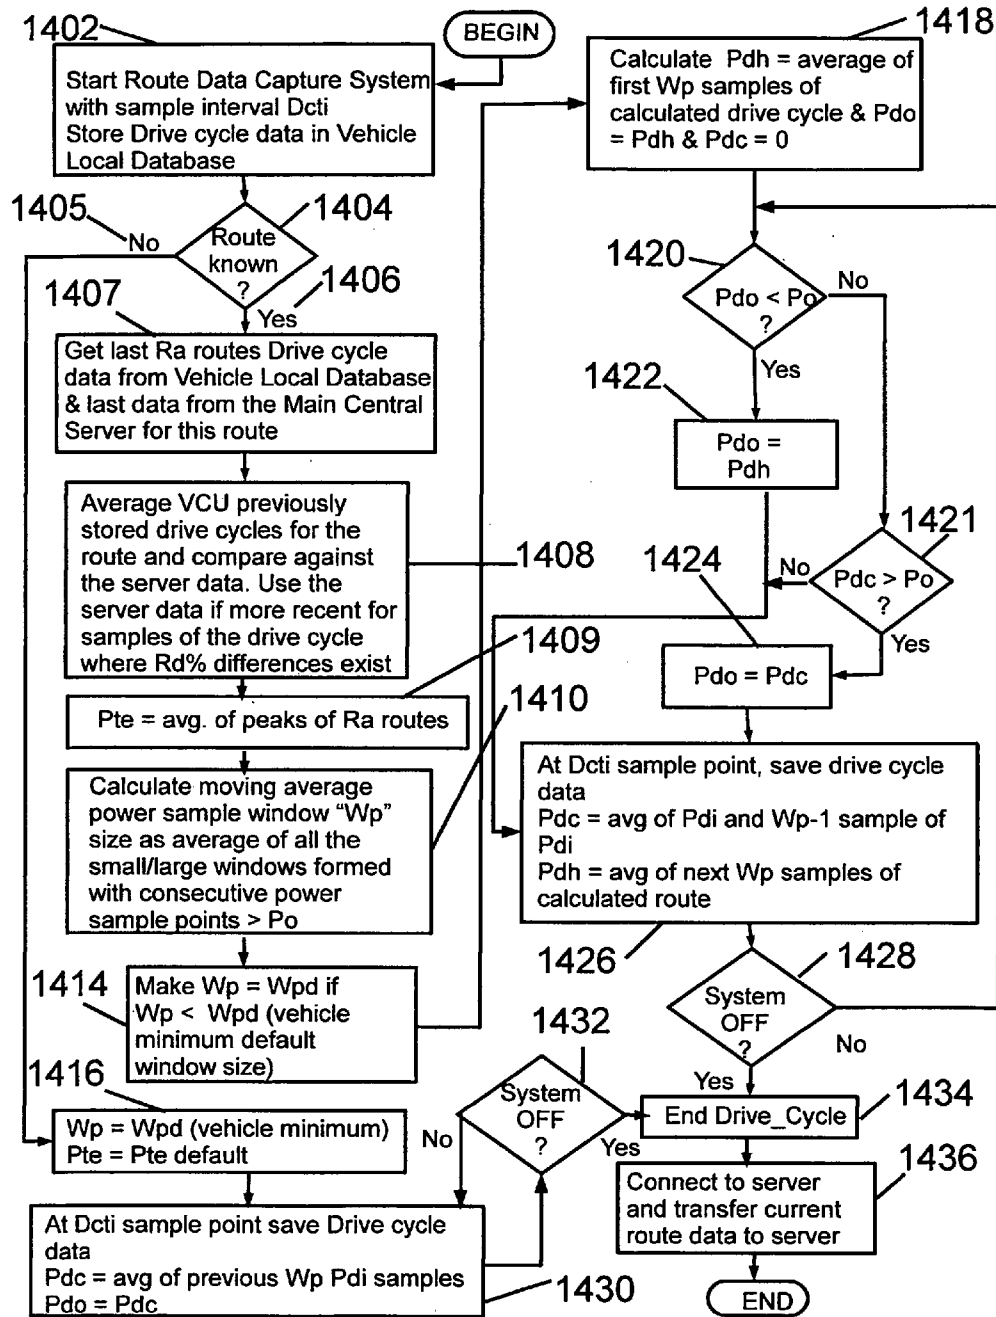 1402
BEGIN
Start Route Data Capture System
with sample interval Dcti
Store Drive cycle data in Vehicle
Local Database
1405
No
1404
Route
known
?
1406
Yes
1407
Get last Ra routes Drive cycle
data from Vehicle Local Database
& last data from the Main Central
Server for this route
Average VCU previously
stored drive cycles for the
route and compare against
the server data. Use the
server data if more recent for
samples of the drive cycle
where Rd% differences exist
1408
1409
Pte = avg. of peaks of Ra routes
1410
Calculate moving average
power sample window “Wp”
size as average of all the
small/large windows formed
with consecutive power
sample points > Po
1414
Make Wp = Wpd if
Wp < Wpd (vehicle
minimum default
window size)
1416
Wp = Wpd (vehicle minimum)
Pte = Pte default
At Dcti sample point save Drive cycle
data
Pdc = avg of previous Wp Pdi samples
Pdo = Pdc
1430
1432
System
OFF
?
No
Yes
1418
Calculate Pdh = average of
first Wp samples of
calculated drive cycle & Pdo
= Pdh & Pdc = 0
1420
Pdo < Po
?
No
Yes
1422
Pdo =
Pdh
1421
Pdc > Po
?
No
Yes
1424
Pdo = Pdc
At Dcti sample point, save drive cycle
data
Pdc = avg of Pdi and Wp-1 sample of
Pdi
Pdh = avg of next Wp samples of
calculated route
1426
1428
System
OFF
?
No
Yes
End Drive_Cycle
1434
Connect to server
and transfer current
route data to server
1436
END